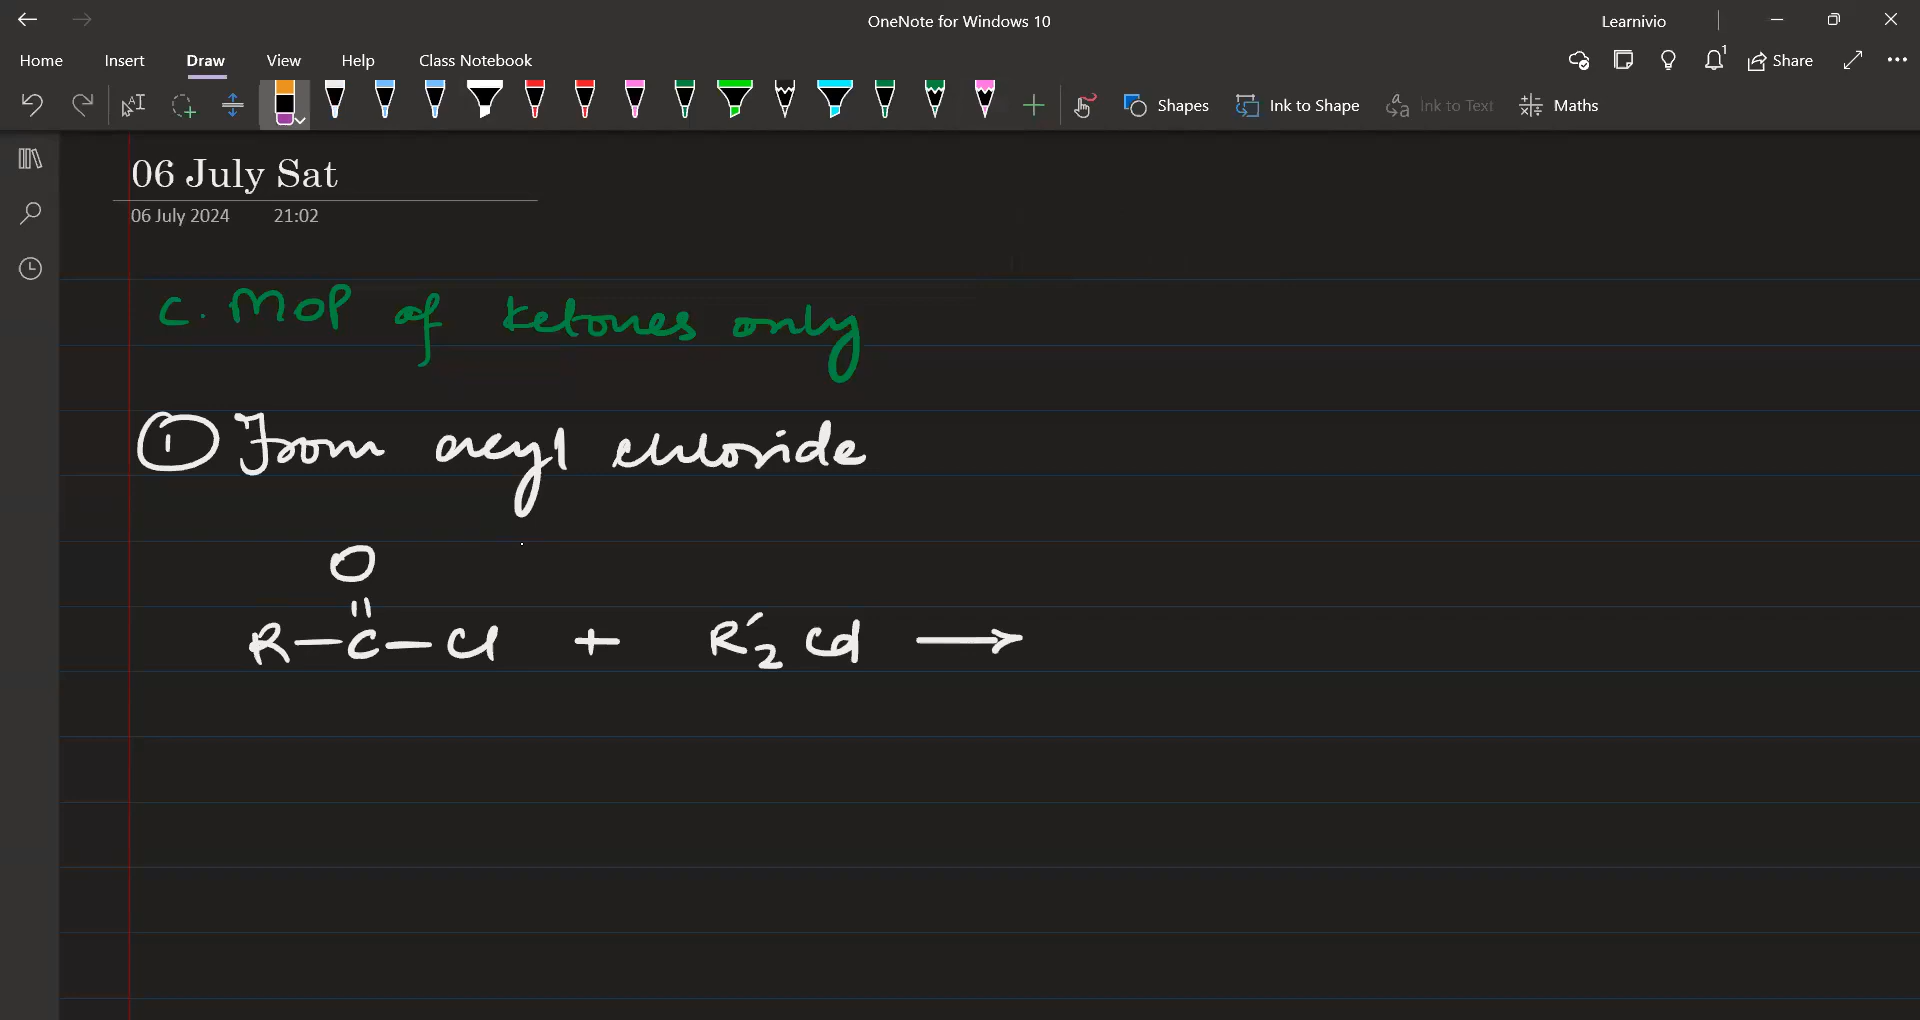 OneNote for Windows 10
Learnivio
Home Insert Draw View Help Class Notebook
1 Share
Shapes Ink to Shape Ink to Text Maths
06 July Sat
06 July 2024 21:02
C. MOP of ketones only
① From acyl chloride
O
||
R—C—Cl + R'₂ Cd ⟶